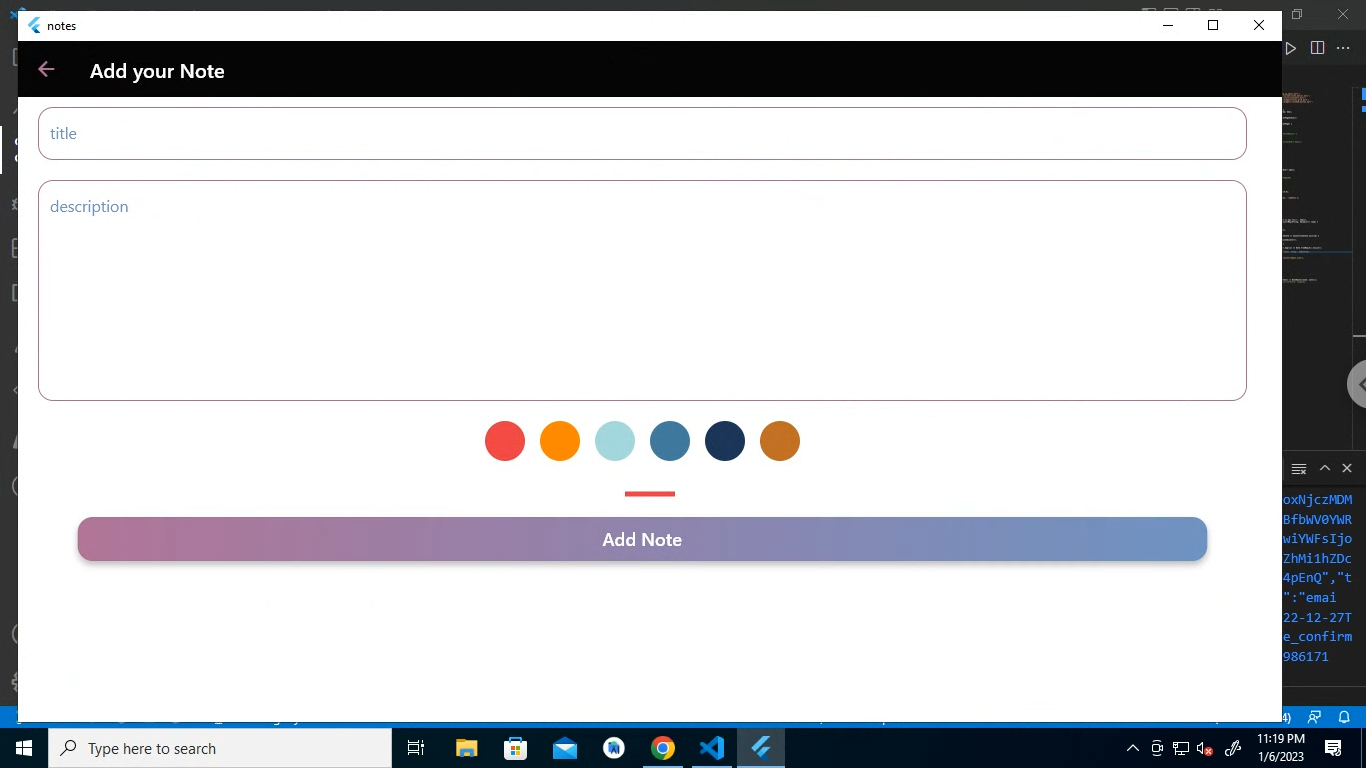 notes
Add your Note
title
description
Add Note
oxNjczMDM
BfbWV0YWR
wiYWFsIjo
ZhMi1hZDc
4pEnQ","t
":"emai
22-12-27T
e_confirm
986171
4)
Type here to search
11:19 PM
1/6/2023